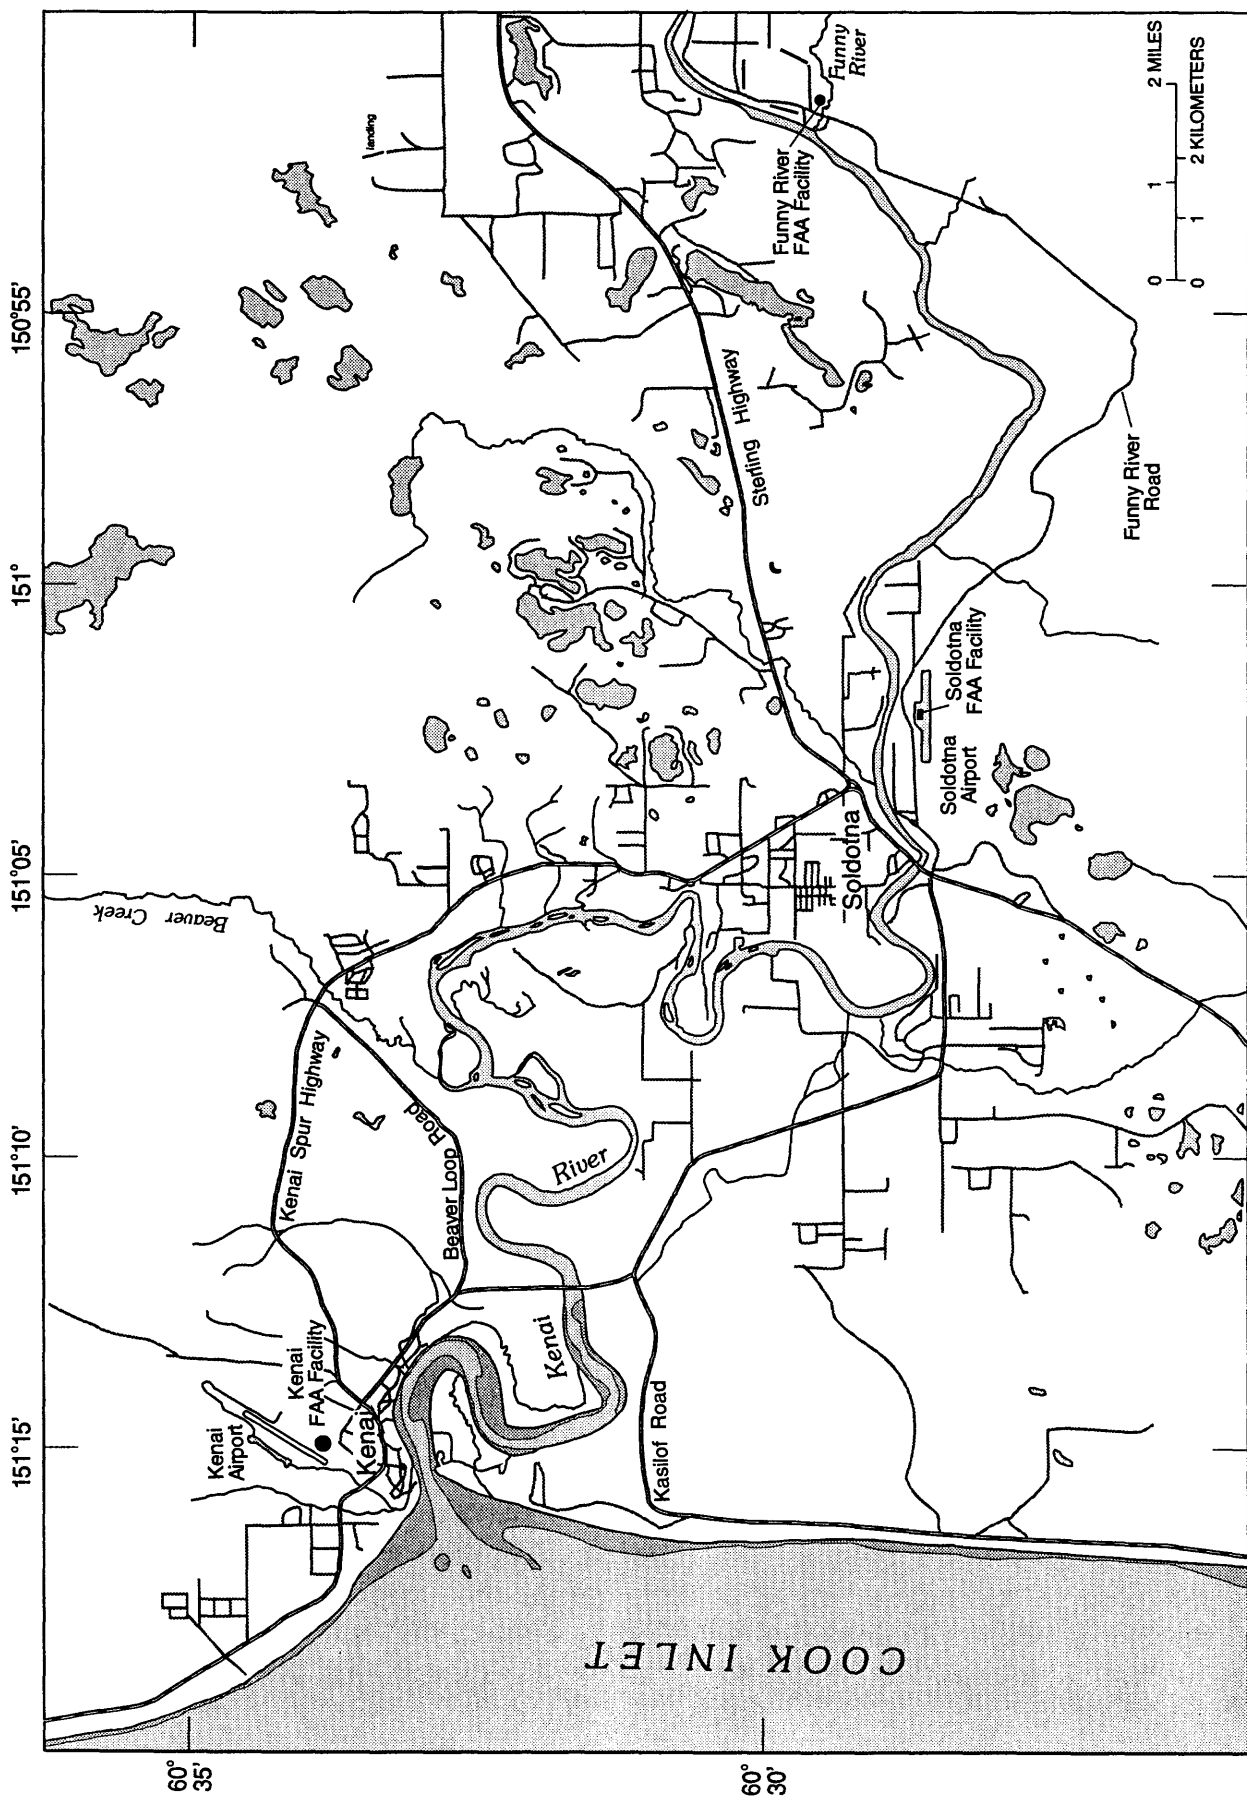 151°15'
151°10'
151°05'
151°
150°55'
60°
35'
60°
30'
Beaver Creek
Kenai Spur Highway
Beaver Loop Road
Kenai
Airport
Kenai
FAA Facility
Kenai
Kenai
River
Kasilof Road
COOK INLET
landing
Sterling Highway
Soldotna
Soldotna
Airport
Soldotna
FAA Facility
Funny River
FAA Facility
Funny
River
Funny River
Road
0 1 2 MILES
0 1 2 KILOMETERS